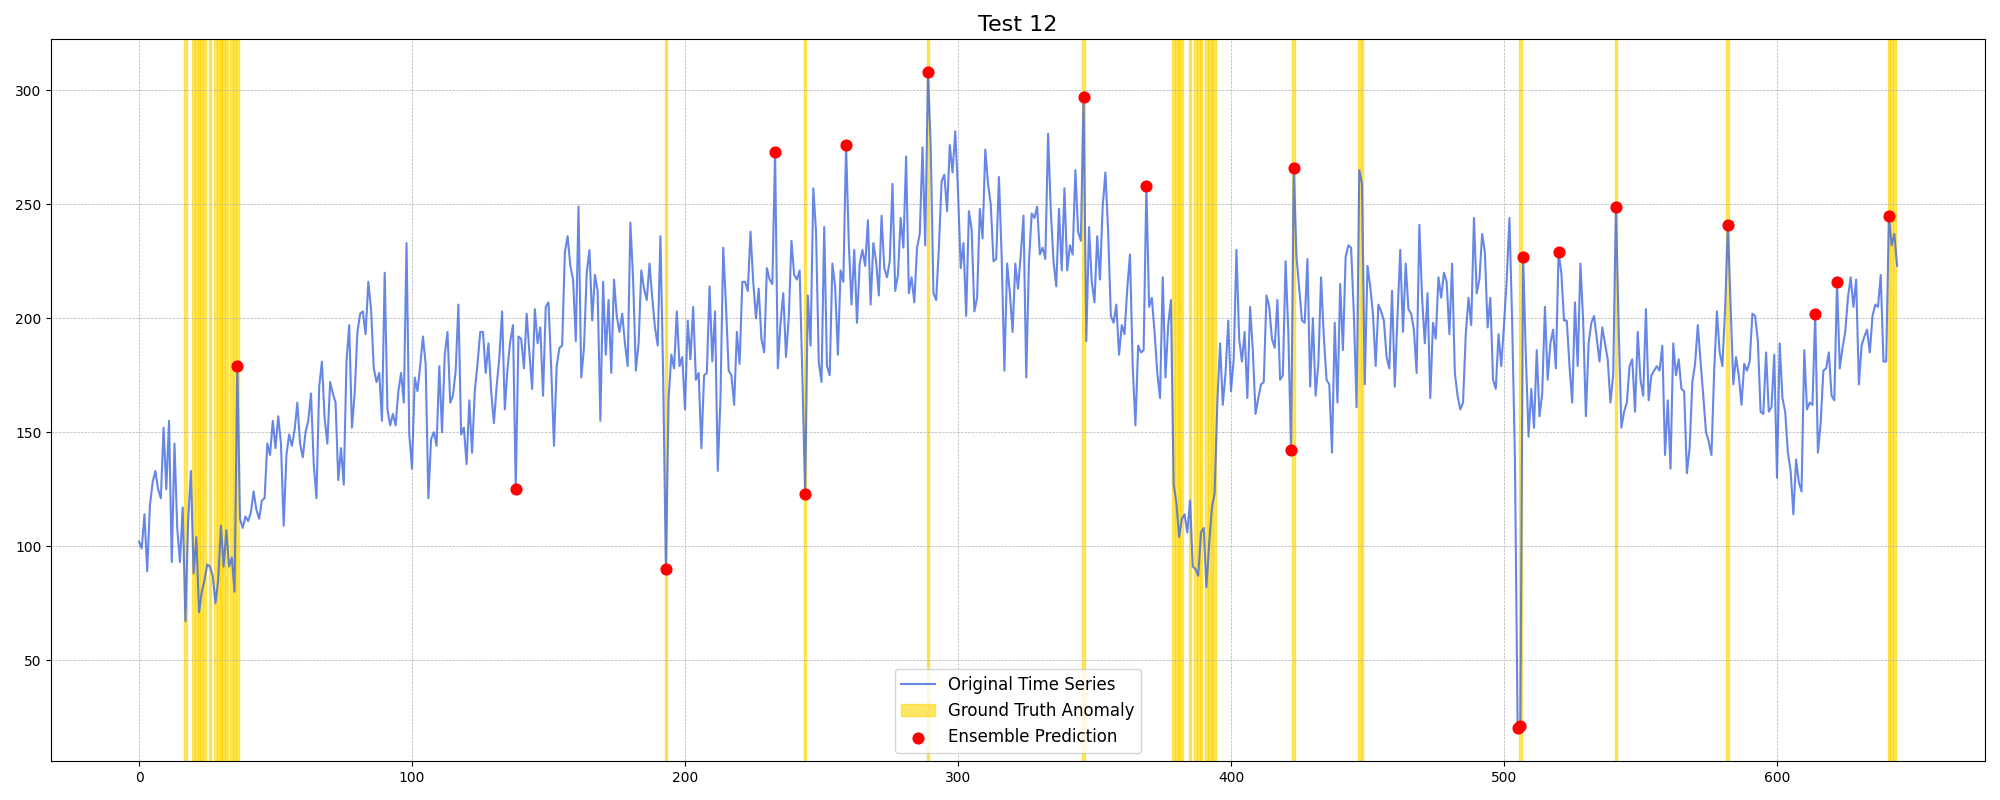 Test 12
300
250
200
150
100
50
0 100 200 300 400 500 600
Original Time Series
Ground Truth Anomaly
Ensemble Prediction